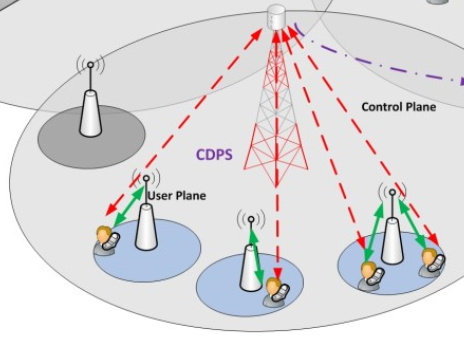 Control Plane
CDPS
User Plane